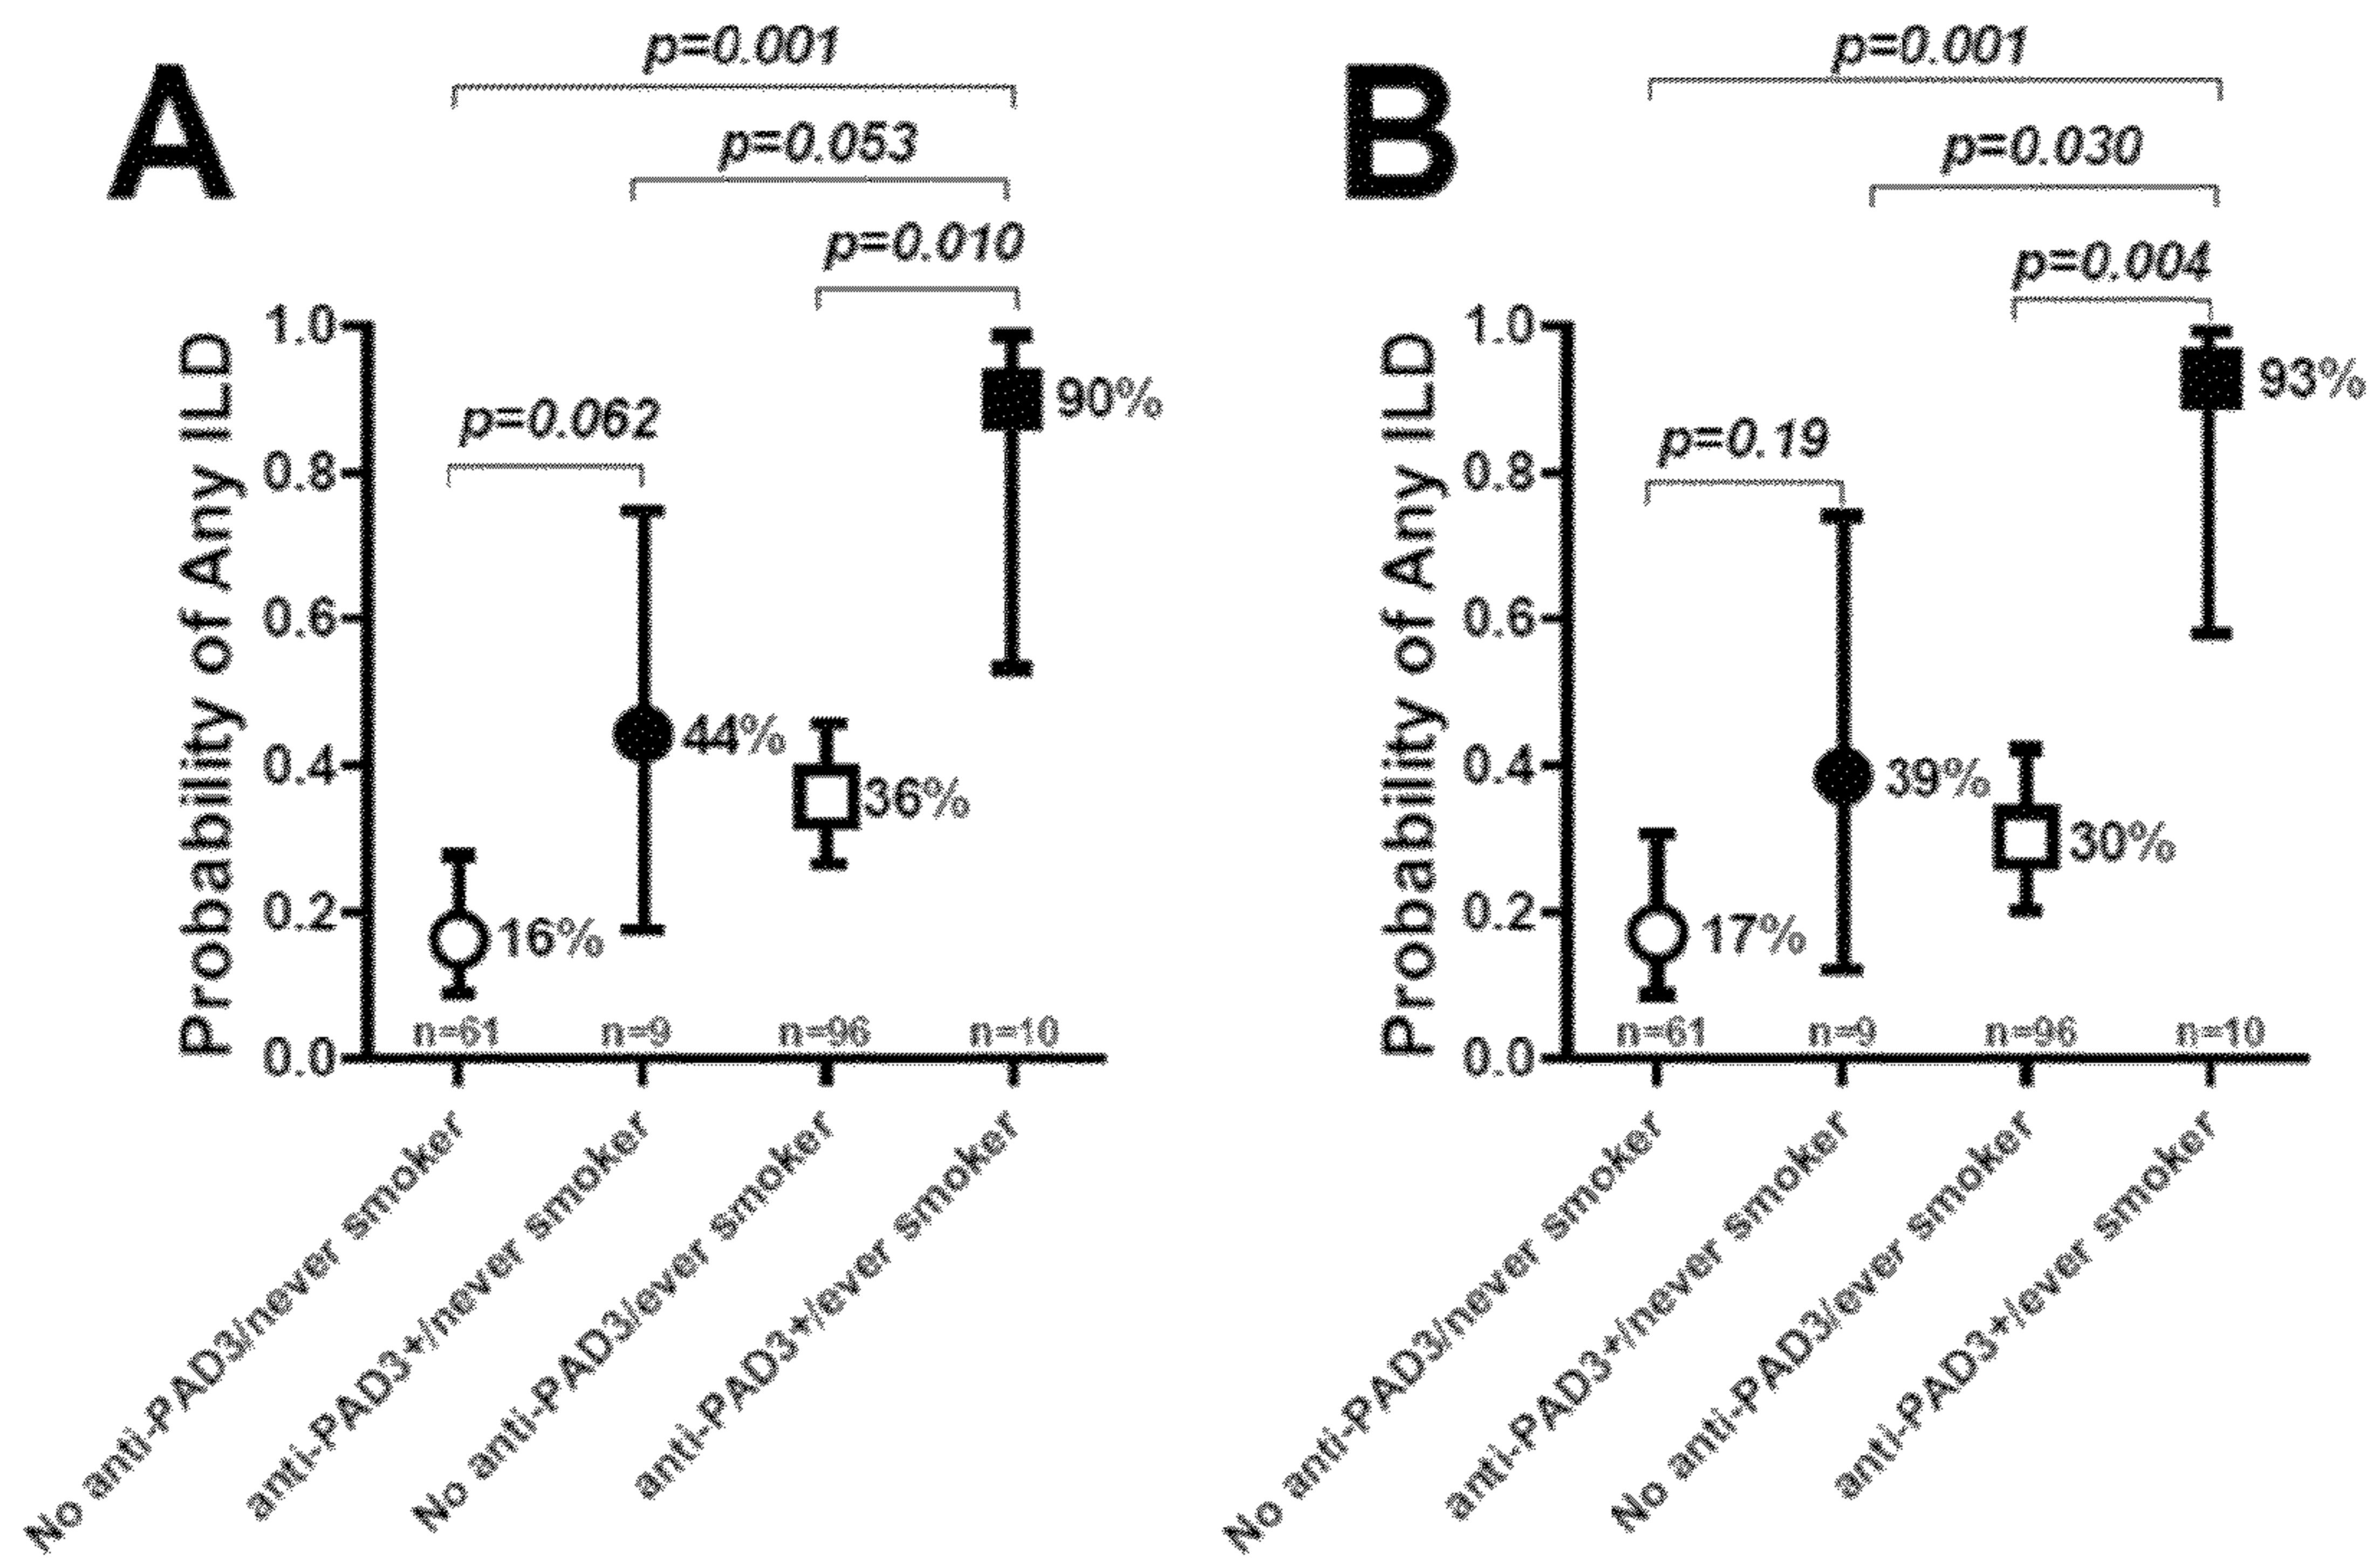 A
p=0.001
p=0.053
p=0.010
p=0.062
Probability of Any ILD
1.0
0.8
0.6
0.4
0.2
0.0
90%
44%
36%
16%
n=61
n=9
n=96
n=10
No anti-PAD3/never smoker
anti-PAD3+/never smoker
No anti-PAD3/ever smoker
anti-PAD3+/ever smoker
B
p=0.001
p=0.030
p=0.004
p=0.19
Probability of Any ILD
1.0
0.8
0.6
0.4
0.2
0.0
93%
39%
30%
17%
n=61
n=9
n=96
n=10
No anti-PAD3/never smoker
anti-PAD3+/never smoker
No anti-PAD3/ever smoker
anti-PAD3+/ever smoker